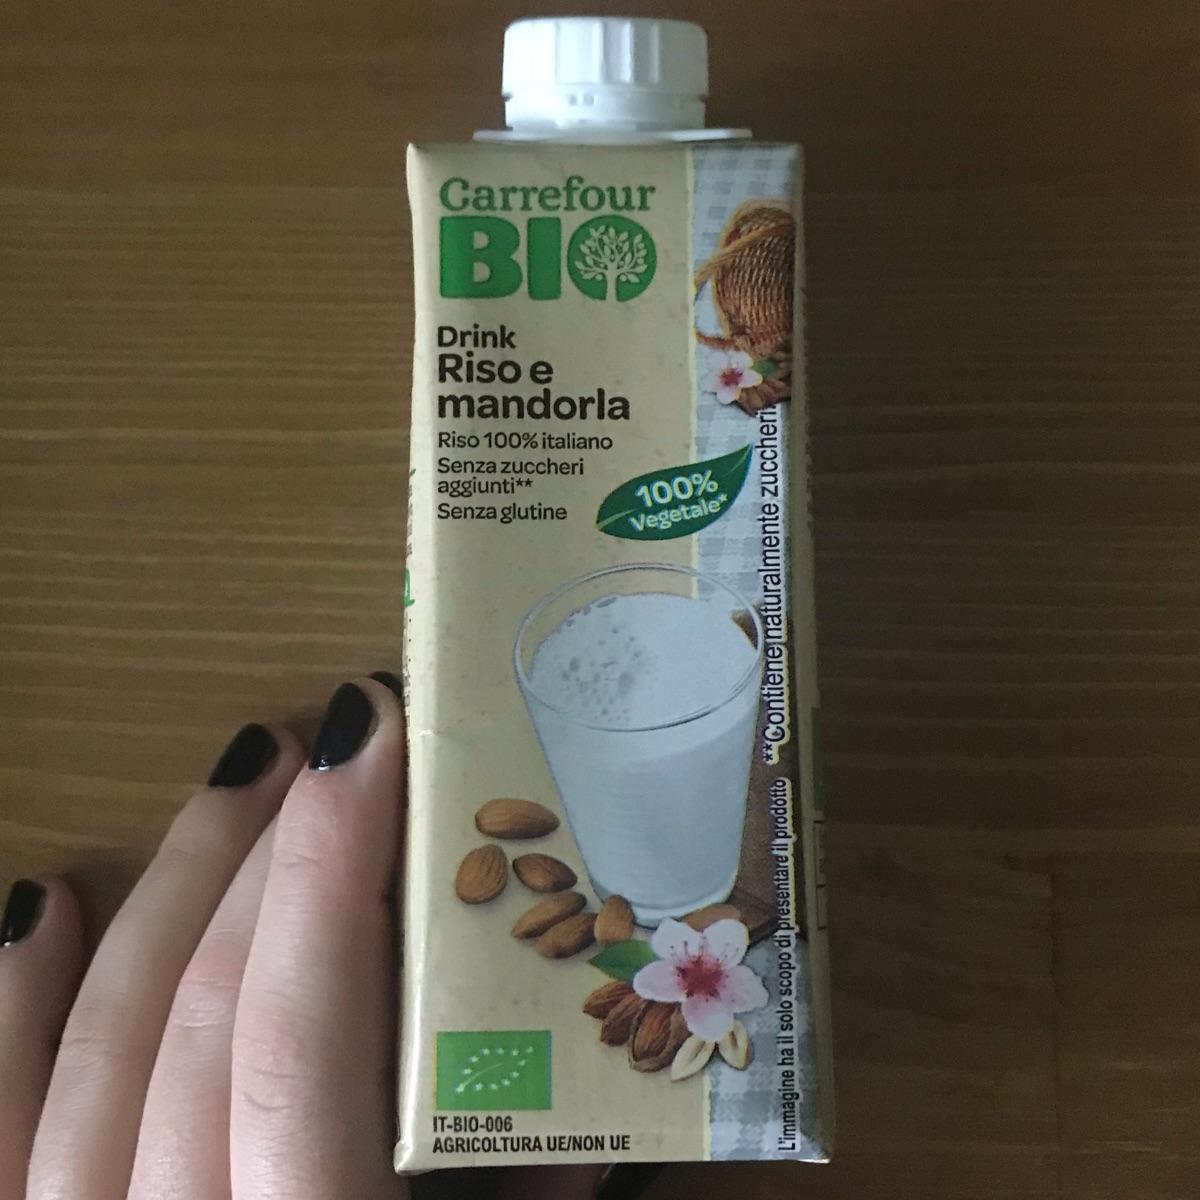 Carrefour
BIO
Drink
Riso e
mandorla
Riso 100% italiano
Senza zuccheri
aggiunti**
Senza glutine
100%
Vegetale*
**Contiene naturalmente zuccheri
L'immagine ha il solo scopo di presentare il prodotto
IT-BIO-006
AGRICOLTURA UE/NON UE